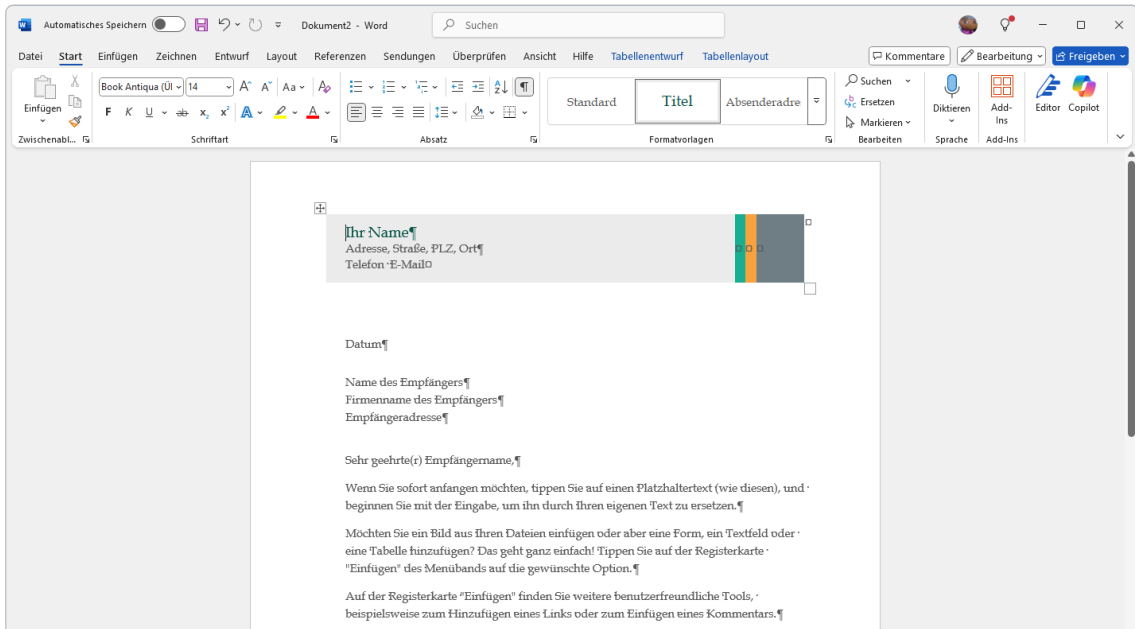 Automatisches Speichern
Dokument2 - Word
Suchen
Datei Start Einfügen Zeichnen Entwurf Layout Referenzen Sendungen Überprüfen Ansicht Hilfe Tabellenentwurf Tabellenlayout Kommentare Bearbeitung Freigeben
Einfügen
Zwischenabl...
Book Antiqua (Ül 14
F K U ab x₂ x² A A
Aa
Schriftart
Absatz
Standard Titel Absenderadre
Formatvorlagen
Suchen
Ersetzen
Markieren
Bearbeiten
Diktieren
Sprache
Add-Ins
Add-Ins
Editor Copilot
Ihr Name¶
Adresse, Straße, PLZ, Ort¶
Telefon·E-Mail¤
Datum¶
Name des Empfängers¶
Firmenname des Empfängers¶
Empfängeradresse¶
Sehr geehrte(r) Empfängername,¶
Wenn Sie sofort anfangen möchten, tippen Sie auf einen Platzhaltertext (wie diesen), und
beginnen Sie mit der Eingabe, um ihn durch Ihren eigenen Text zu ersetzen.¶
Möchten Sie ein Bild aus Ihren Dateien einfügen oder aber eine Form, ein Textfeld oder
eine Tabelle hinzufügen? Das geht ganz einfach! Tippen Sie auf der Registerkarte
"Einfügen" des Menübands auf die gewünschte Option.¶
Auf der Registerkarte "Einfügen" finden Sie weitere benutzerfreundliche Tools,
beispielsweise zum Hinzufügen eines Links oder zum Einfügen eines Kommentars.¶